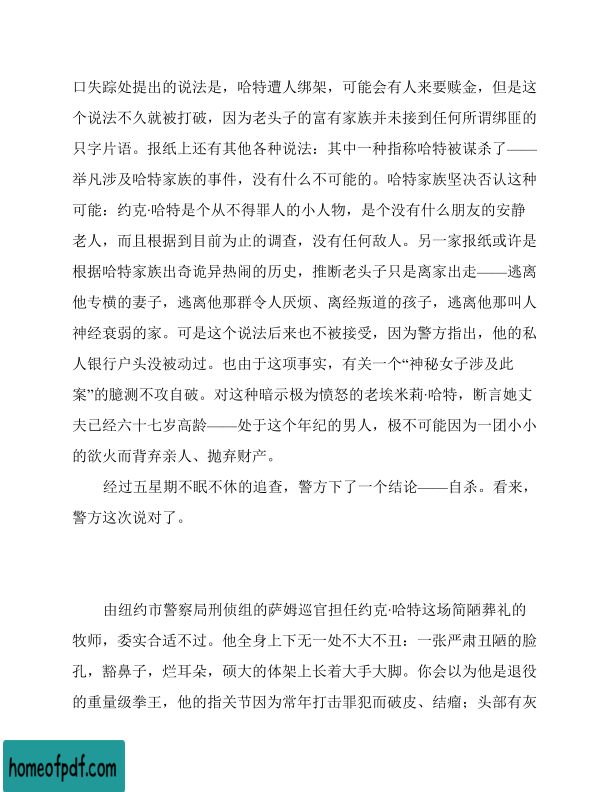 口失踪处提出的说法是，哈特遭人绑架，可能会有人来要赎金，但是这
个说法不久就被打破，因为老头子的富有家族并未接到任何所谓绑匪的
只字片语。报纸上还有其他各种说法：其中一种指称哈特被谋杀了——
举凡涉及哈特家族的事件，没有什么不可能的。哈特家族坚决否认这种
可能：约克·哈特是个从不得罪人的小人物，是个没有什么朋友的安静
老人，而且根据到目前为止的调查，没有任何敌人。另一家报纸或许是
根据哈特家族出奇诡异热闹的历史，推断老头子只是离家出走——逃离
他专横的妻子，逃离他那群令人厌烦、离经叛道的孩子，逃离他那叫人
神经衰弱的家。可是这个说法后来也不被接受，因为警方指出，他的私
人银行户头没被动过。也由于这项事实，有关一个“神秘女子涉及此
案”的臆测不攻自破。对这种暗示极为愤怒的老埃米莉·哈特，断言她丈
夫已经六十七岁高龄——处于这个年纪的男人，极不可能因为一团小小
的欲火而背弃亲人、抛弃财产。
经过五星期不眠不休的追查，警方下了一个结论——自杀。看来，
警方这次说对了。
由纽约市警察局刑侦组的萨姆巡官担任约克·哈特这场简陋葬礼的
牧师，委实合适不过。他全身上下无一处不大不丑：一张严肃丑陋的脸
孔，豁鼻子，烂耳朵，硕大的体架上长着大手大脚。你会以为他是退役
的重量级拳王，他的指关节因为常年打击罪犯而破皮、结瘤；头部有灰
homeofpdf.com